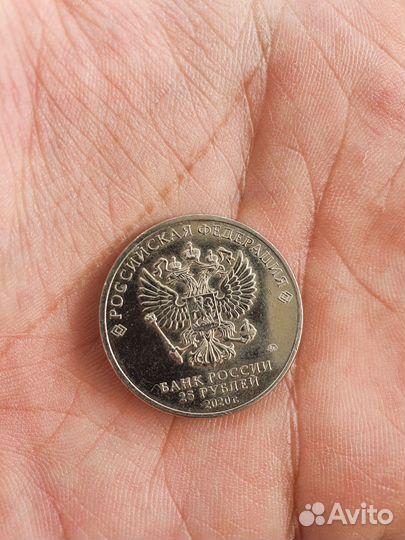 РОССИЙСКАЯ ФЕДЕРАЦИЯ
БАНК РОССИИ
25 РУБЛЕЙ
2020 г.
Avito